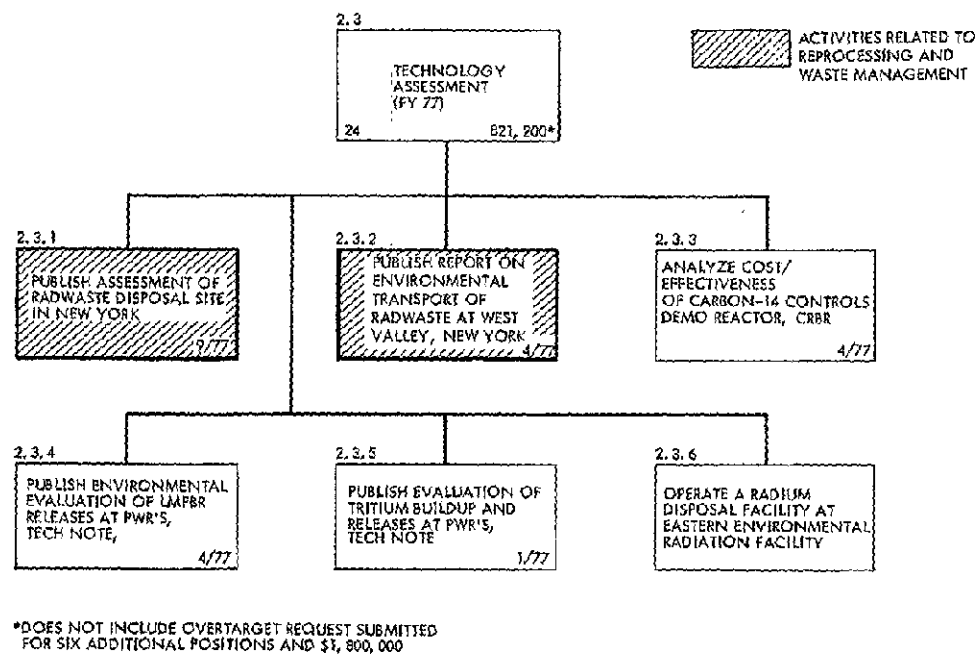 2.3
TECHNOLOGY
ASSESSMENT
(FY 77)
24 821,200*
ACTIVITIES RELATED TO
REPROCESSING AND
WASTE MANAGEMENT
2.3.1
PUBLISH ASSESSMENT OF
RADWASTE DISPOSAL SITE
IN NEW YORK
9/77
2.3.2
PUBLISH REPORT ON
ENVIRONMENTAL
TRANSPORT OF
RADWASTE AT WEST
VALLEY, NEW YORK
4/77
2.3.3
ANALYZE COST/
EFFECTIVENESS
OF CARBON-14 CONTROLS
DEMO REACTOR, CRBR
4/77
2.3.4
PUBLISH ENVIRONMENTAL
EVALUATION OF LMFBR
RELEASES AT PWR'S,
TECH NOTE,
4/77
2.3.5
PUBLISH EVALUATION OF
TRITIUM BUILDUP AND
RELEASES AT PWR'S,
TECH NOTE
1/77
2.3.6
OPERATE A RADIUM
DISPOSAL FACILITY AT
EASTERN ENVIRONMENTAL
RADIATION FACILITY
*DOES NOT INCLUDE OVERTARGET REQUEST SUBMITTED
FOR SIX ADDITIONAL POSITIONS AND $1,800,000